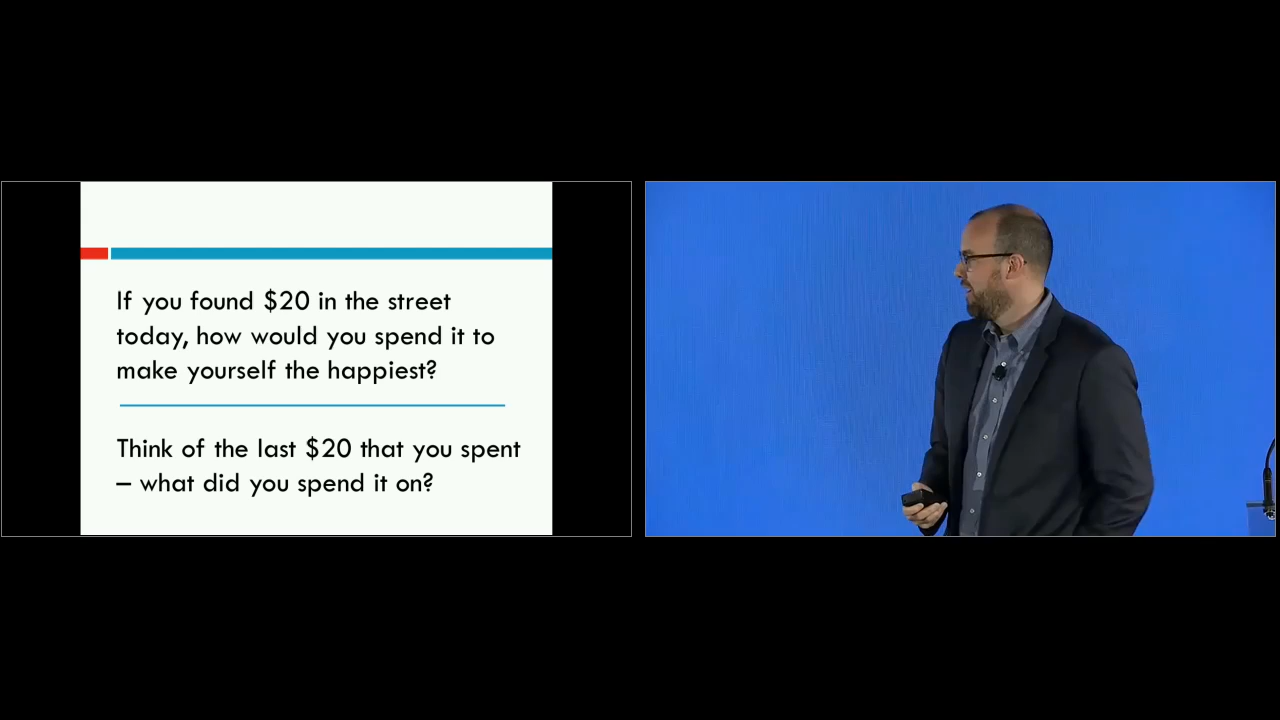 If you found $20 in the street
today, how would you spend it to
make yourself the happiest?
Think of the last $20 that you spent
– what did you spend it on?